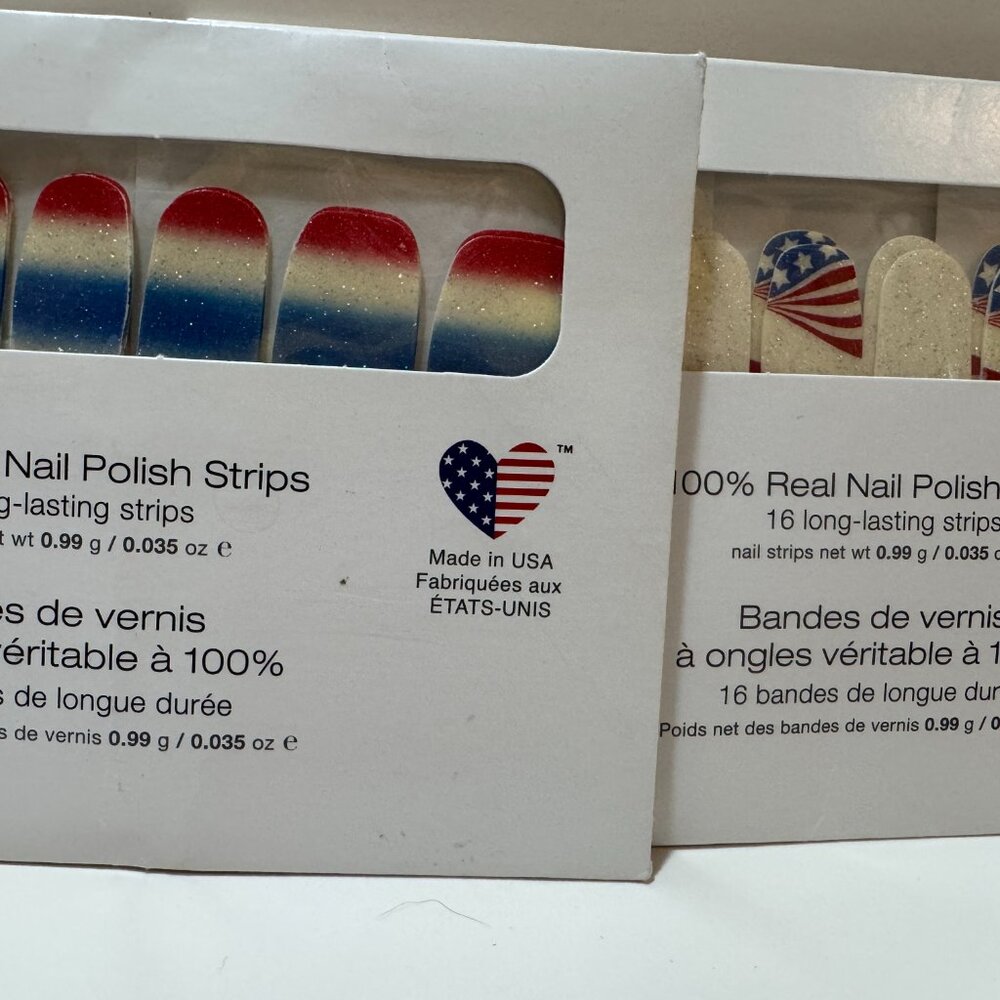 Nail Polish Strips
g-lasting strips
t wt 0.99 g / 0.035 oz ℮
es de vernis
véritable à 100%
s de longue durée
s de vernis 0.99 g / 0.035 oz ℮
TM
Made in USA
Fabriquées aux
ÉTATS-UNIS
100% Real Nail Polish
16 long-lasting strips
nail strips net wt 0.99 g / 0.035 o
Bandes de vernis
à ongles véritable à 1
16 bandes de longue dur
Poids net des bandes de vernis 0.99 g / 0